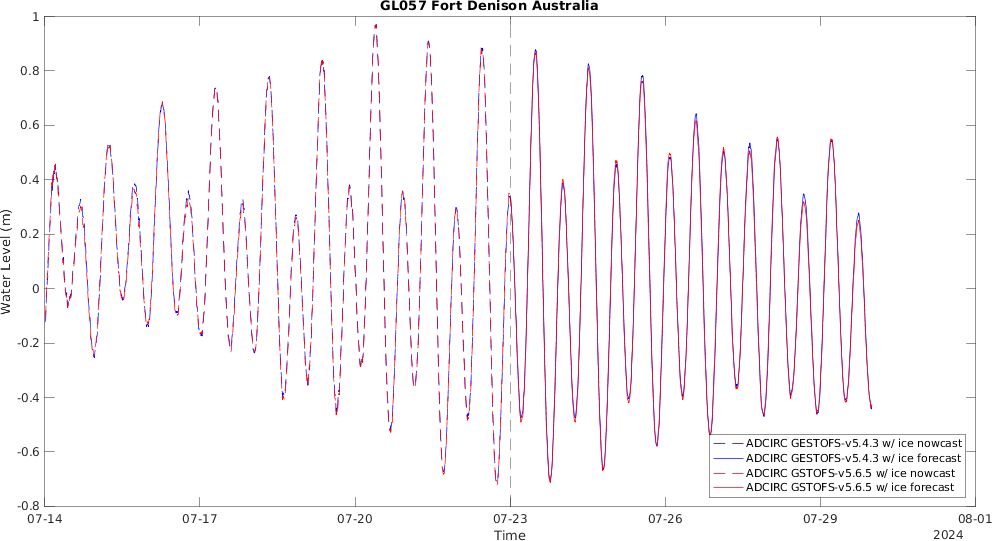 GL057 Fort Denison Australia
1
0.8
0.6
0.4
0.2
0
-0.2
-0.4
-0.6
-0.8
Water Level (m)
ADCIRC GESTOFS-v5.4.3 w/ ice nowcast
ADCIRC GESTOFS-v5.4.3 w/ ice forecast
ADCIRC GSTOFS-v5.6.5 w/ ice nowcast
ADCIRC GSTOFS-v5.6.5 w/ ice forecast
07-14 07-17 07-20 07-23 07-26 07-29 08-01
Time
2024